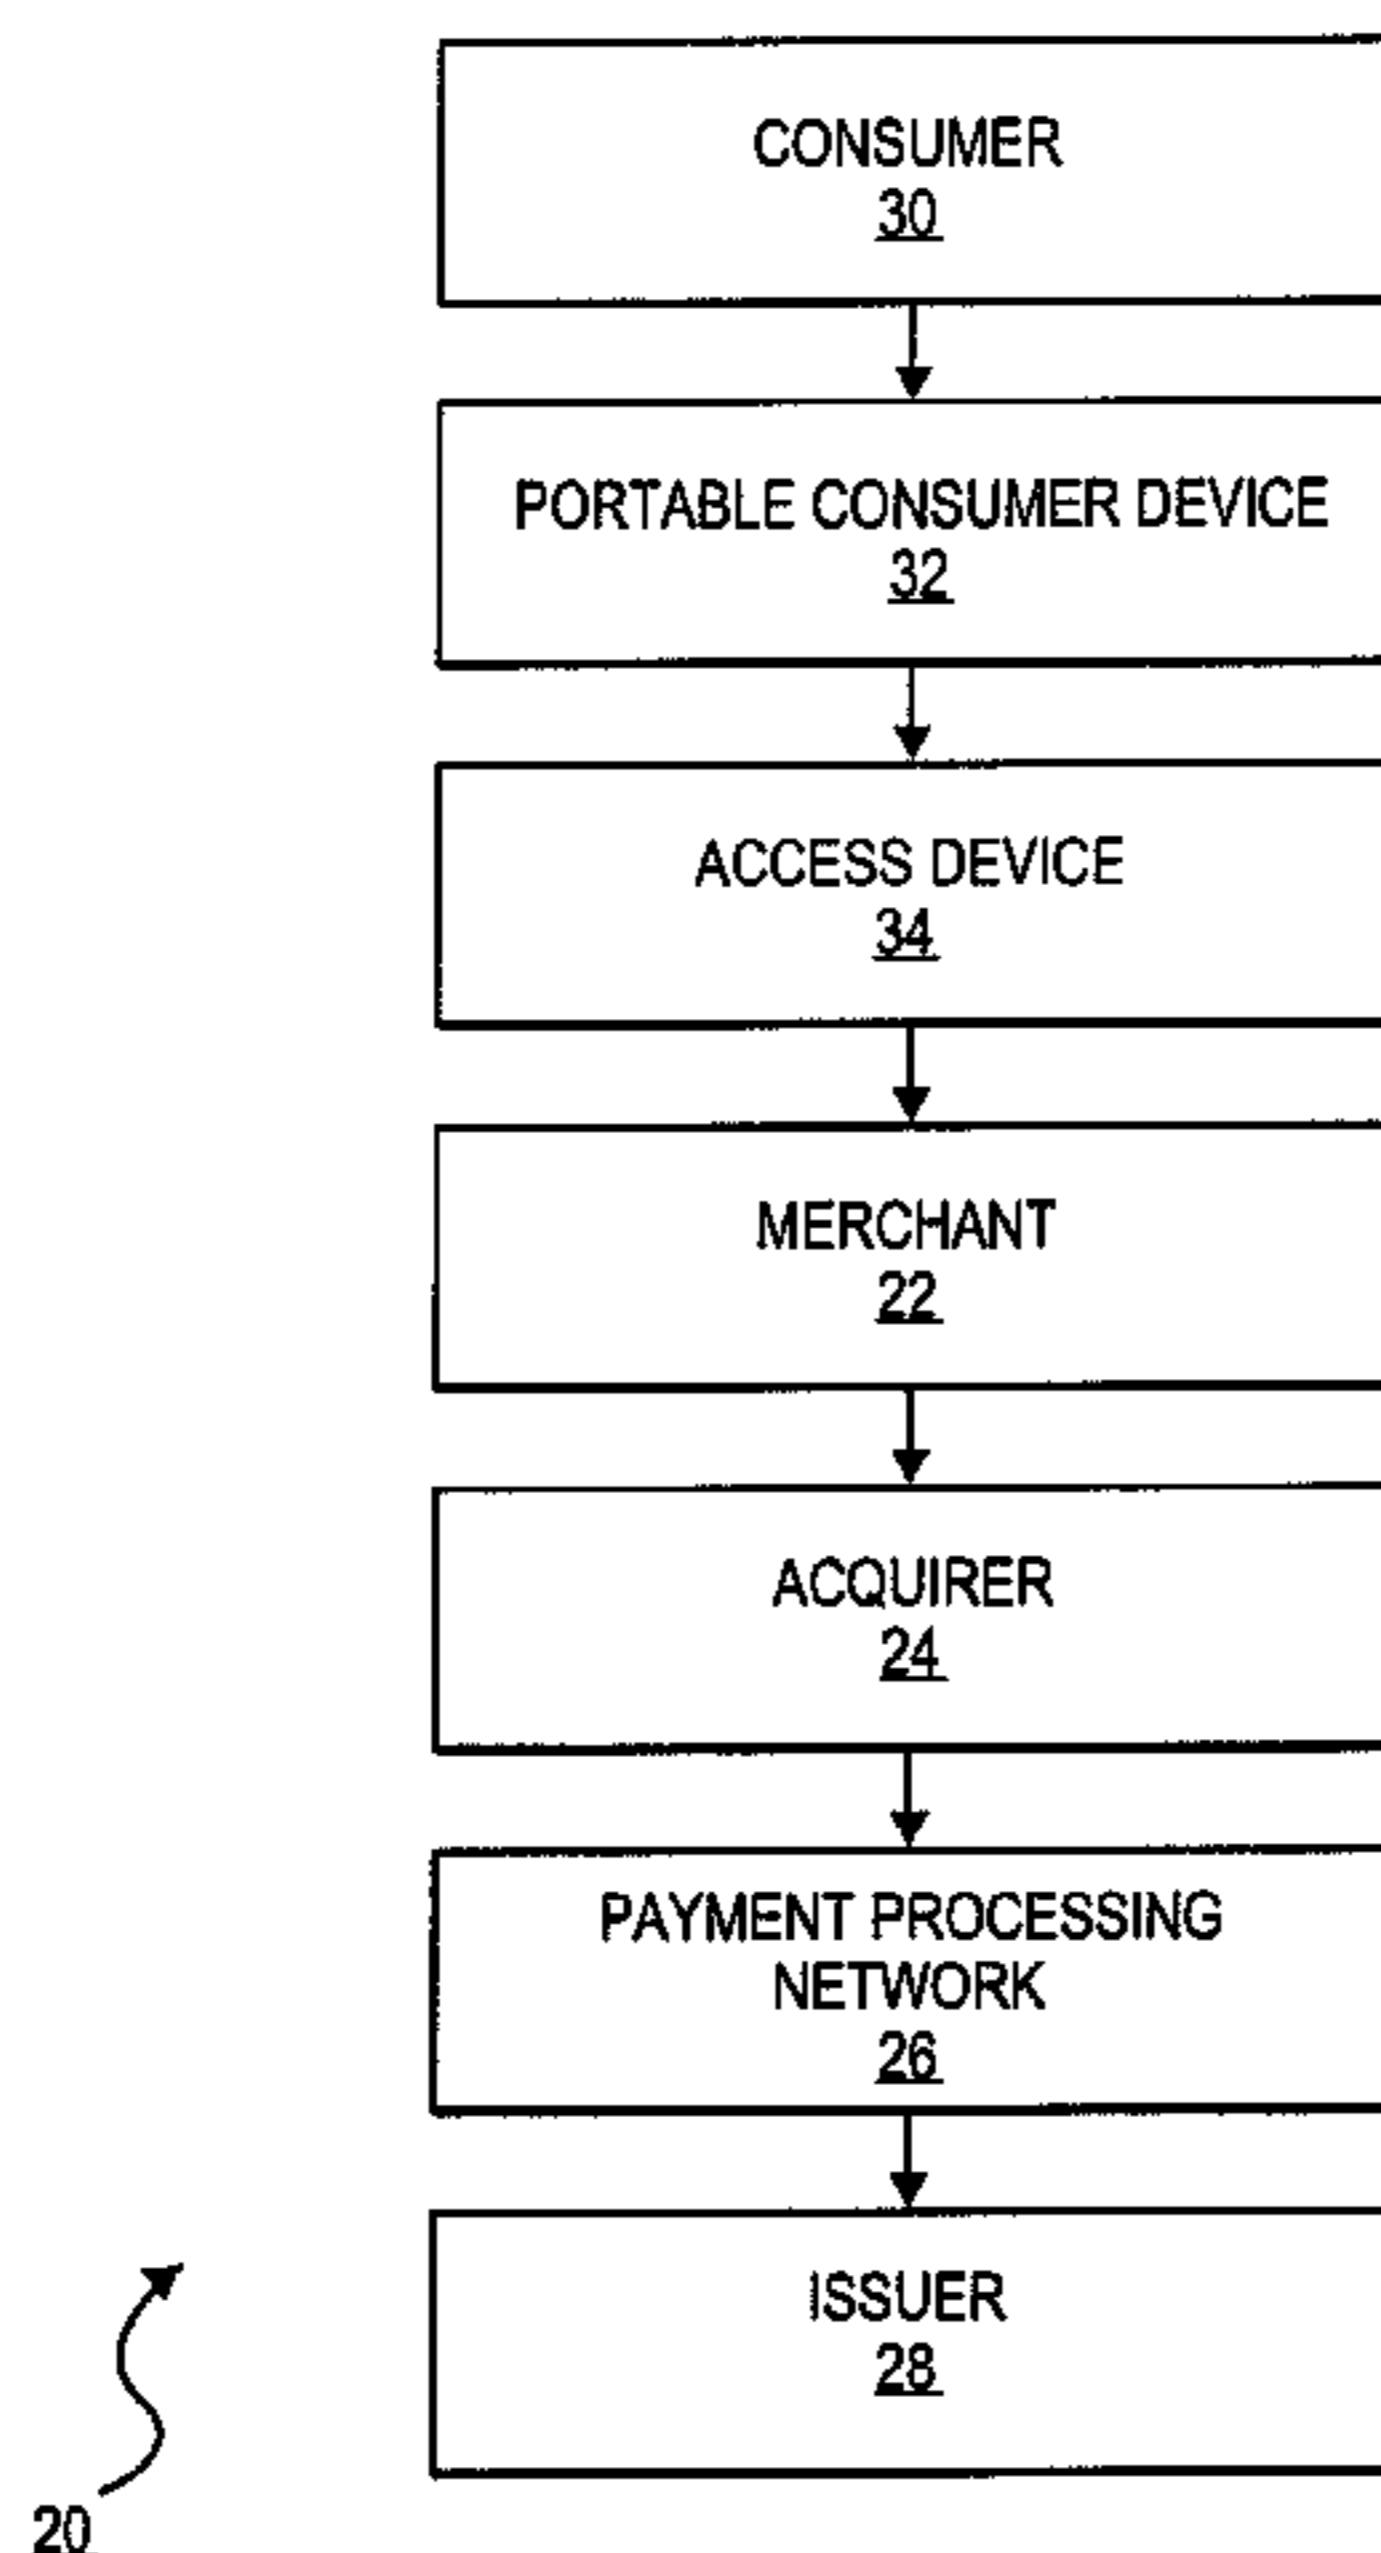 CONSUMER
30
PORTABLE CONSUMER DEVICE
32
ACCESS DEVICE
34
MERCHANT
22
ACQUIRER
24
PAYMENT PROCESSING
NETWORK
26
ISSUER
28
20